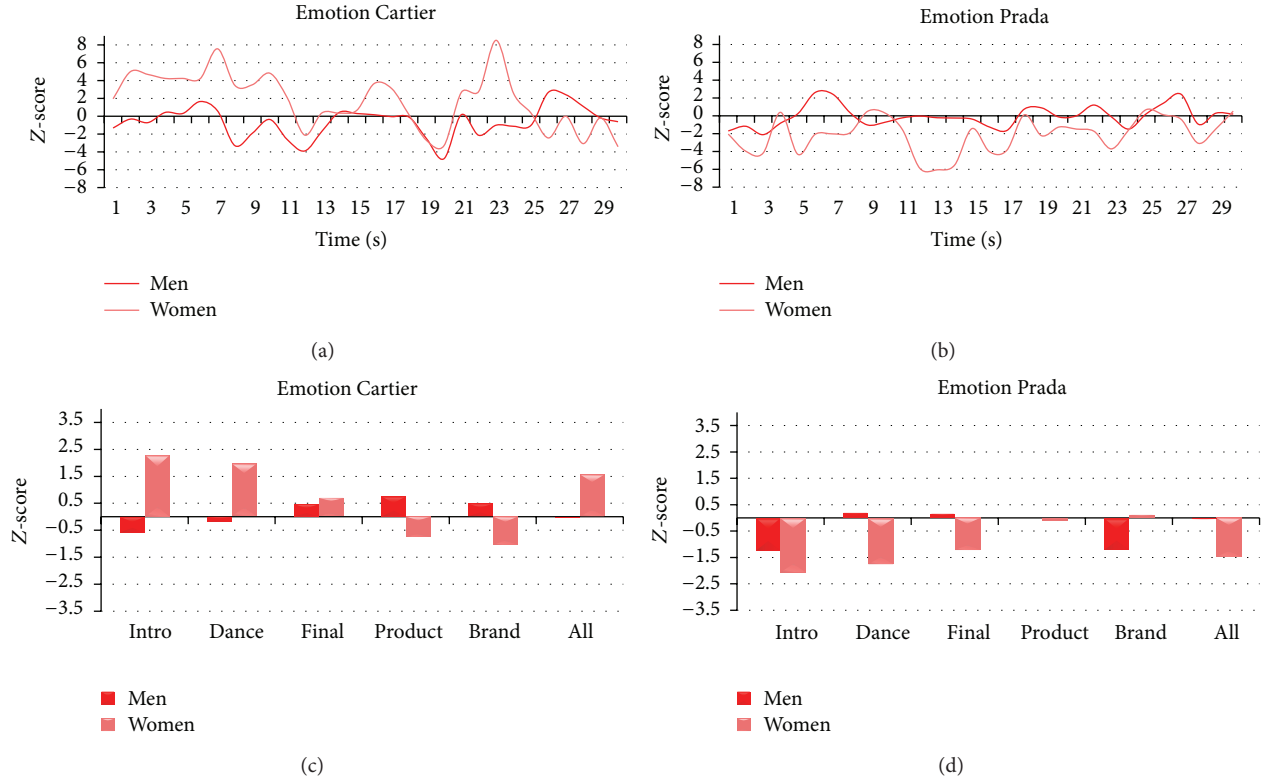 Emotion Cartier
Z-score
8
6
4
2
0
−2
−4
−6
−8
1 3 5 7 9 11 13 15 17 19 21 23 25 27 29
Time (s)
Men
Women
(a)
Emotion Prada
Z-score
8
6
4
2
0
−2
−4
−6
−8
1 3 5 7 9 11 13 15 17 19 21 23 25 27 29
Time (s)
Men
Women
(b)
Emotion Cartier
Z-score
3.5
2.5
1.5
0.5
−0.5
−1.5
−2.5
−3.5
Intro Dance Final Product Brand All
Men
Women
(c)
Emotion Prada
Z-score
3.5
2.5
1.5
0.5
−0.5
−1.5
−2.5
−3.5
Intro Dance Final Product Brand All
Men
Women
(d)